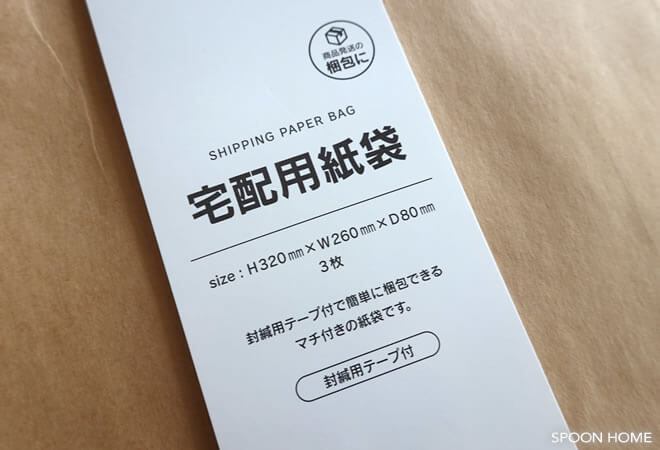 商品発送の
梱包に
SHIPPING PAPER BAG
宅配用紙袋
size : H320㎜×W260㎜×D80㎜
3枚
封緘用テープ付で簡単に梱包できる
マチ付きの紙袋です。
封緘用テープ付
SPOON HOME